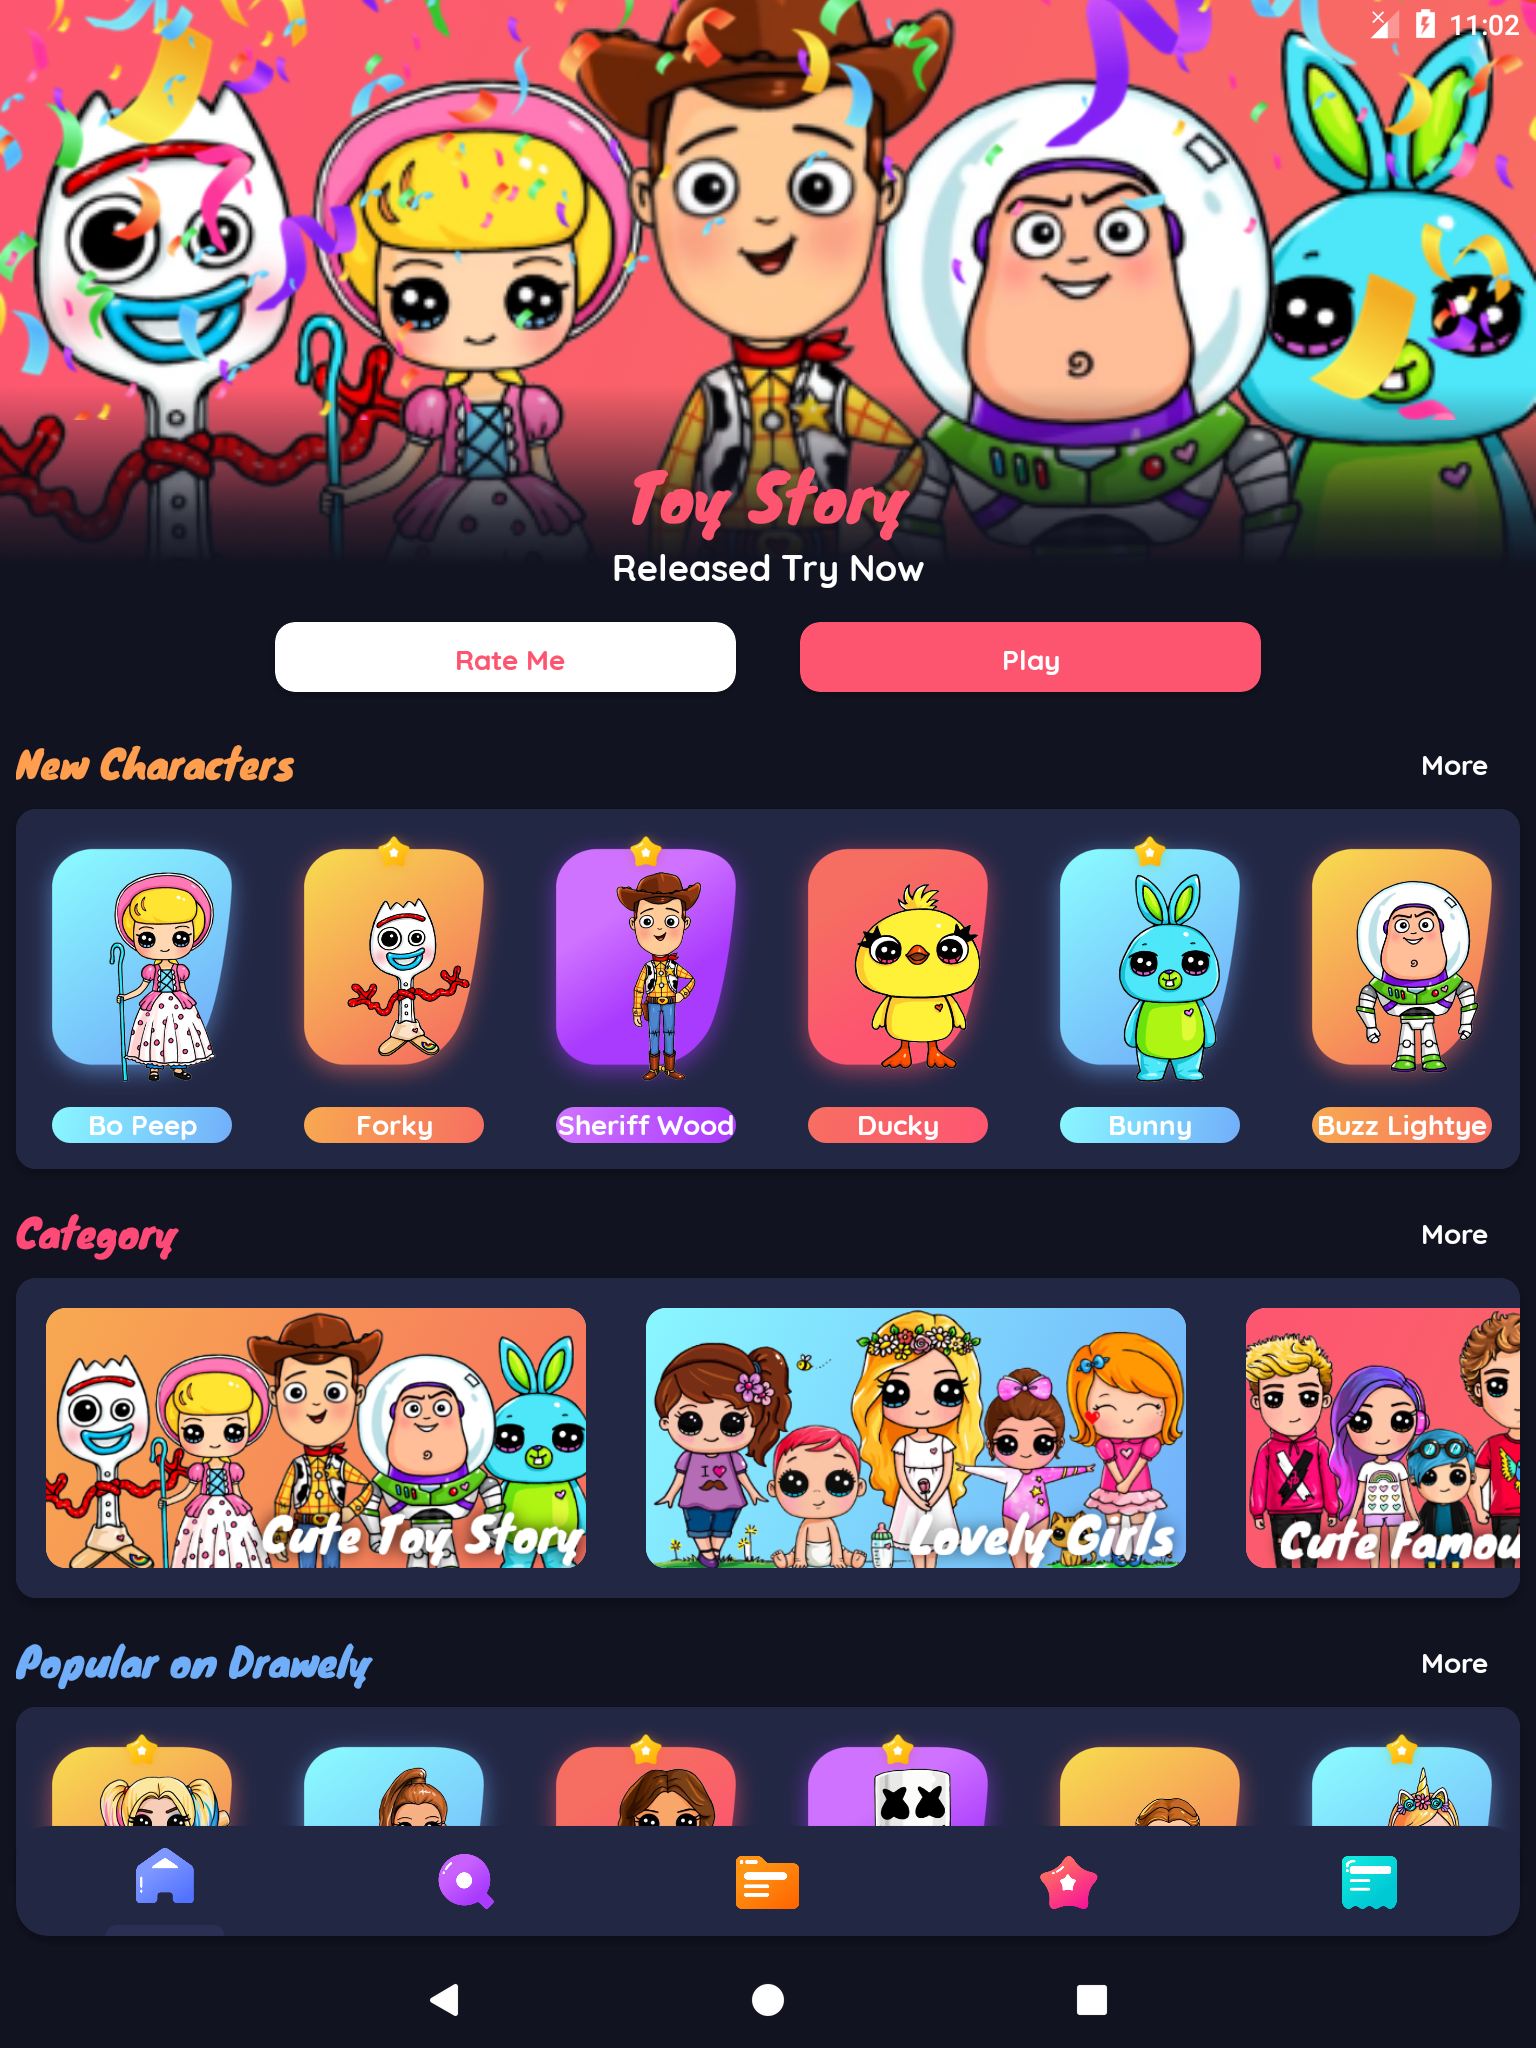 11:02
Toy Story
Released Try Now
Rate Me
Play
New Characters
More
Bo Peep
Forky
Sheriff Wood
Ducky
Bunny
Buzz Lightye
Category
More
I
Cute Toy Story
Lovely Girls
Cute Famou
Popular on Drawely
More